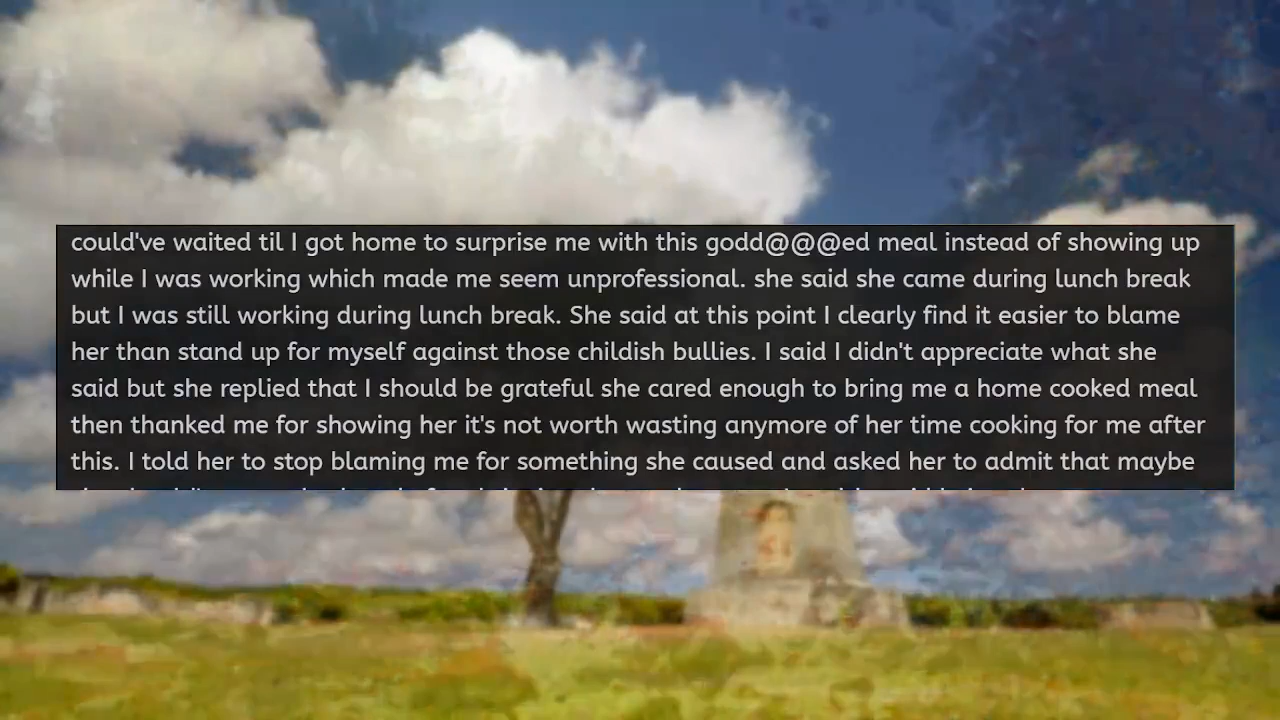 could've waited til I got home to surprise me with this godd@@@ed meal instead of showing up
while I was working which made me seem unprofessional. she said she came during lunch break
but I was still working during lunch break. She said at this point I clearly find it easier to blame
her than stand up for myself against those childish bullies. I said I didn't appreciate what she
said but she replied that I should be grateful she cared enough to bring me a home cooked meal
then thanked me for showing her it's not worth wasting anymore of her time cooking for me after
this. I told her to stop blaming me for something she caused and asked her to admit that maybe